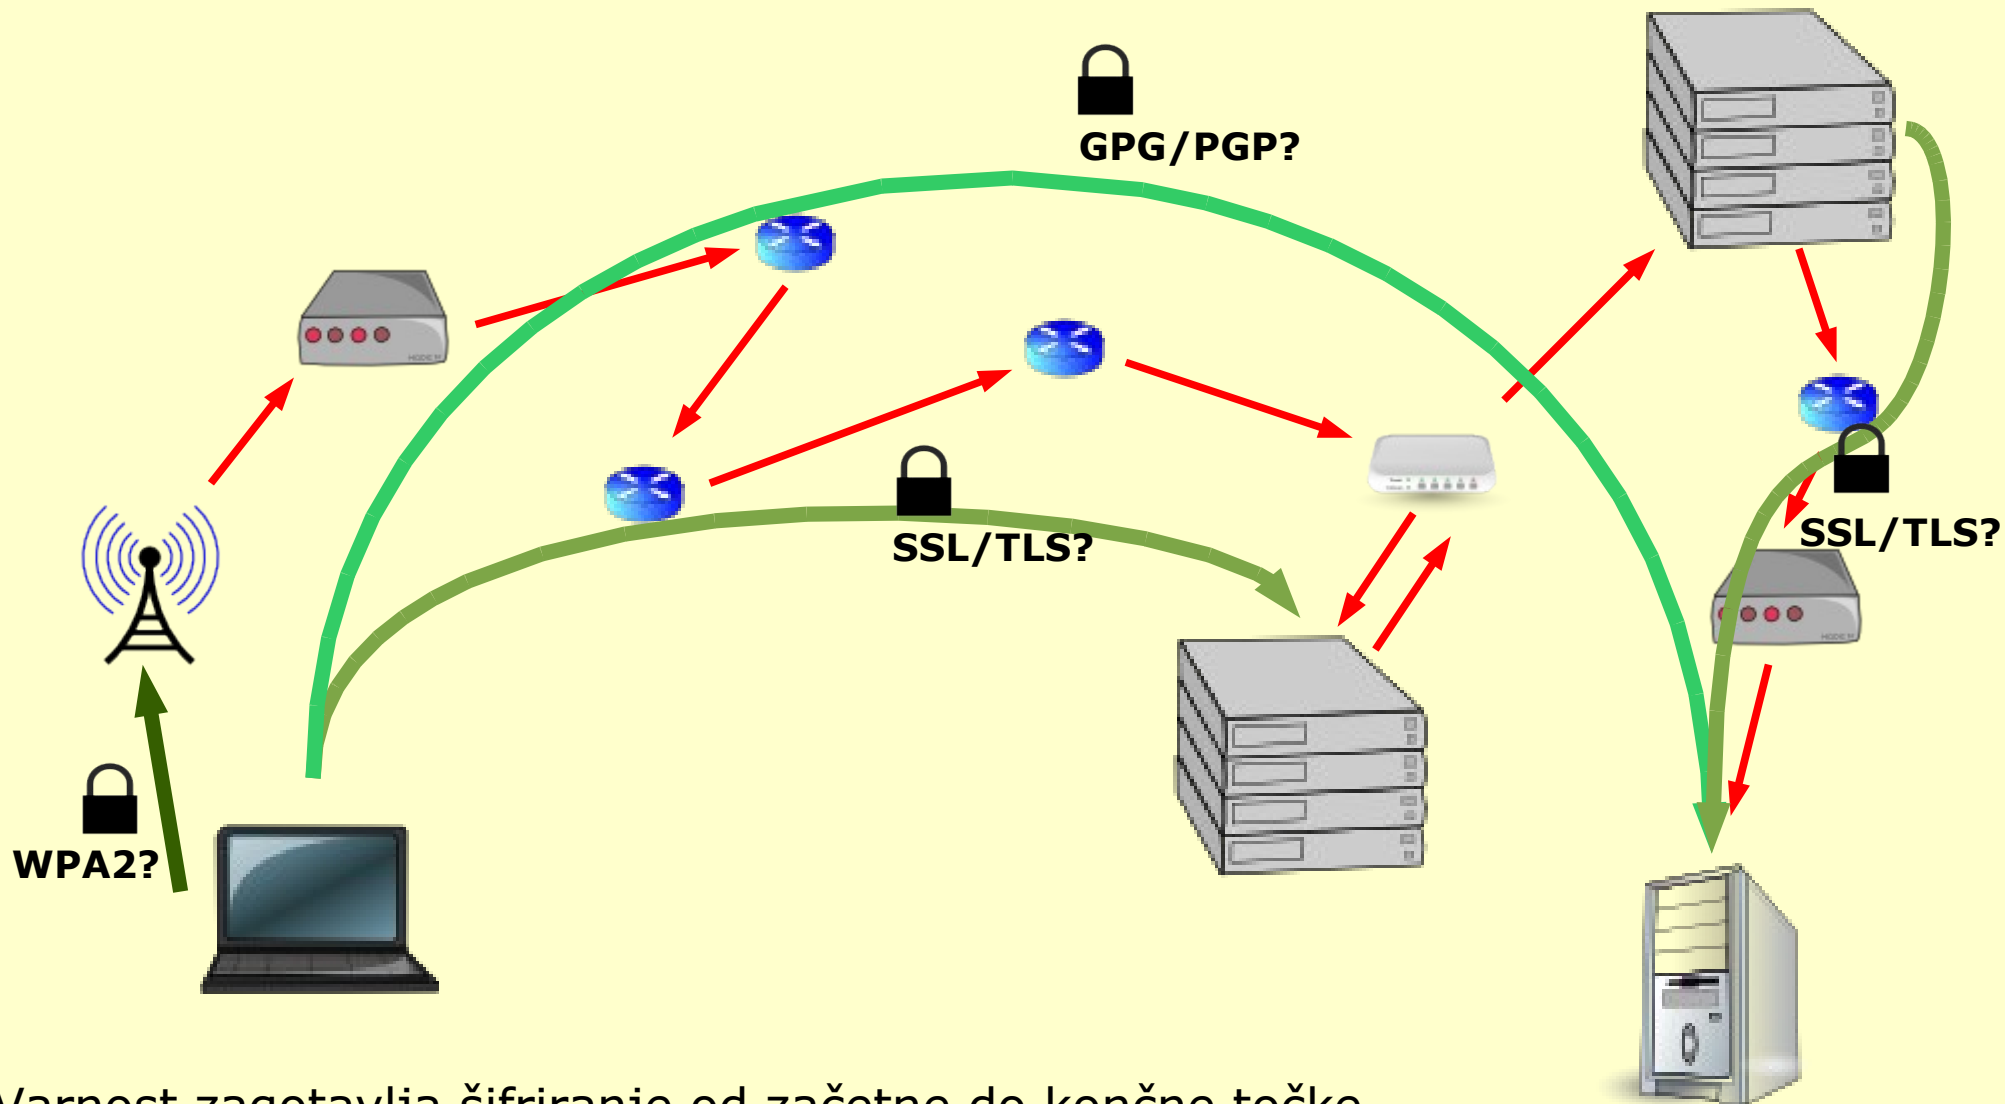 GPG/PGP?
SSL/TLS?
SSL/TLS?
WPA2?
Varnost zagotavlja šifriranje od začetne do končne točke